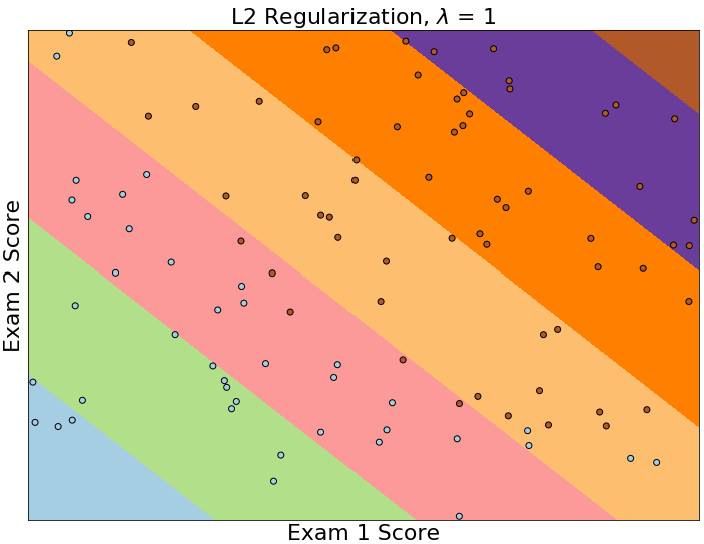 L2 Regularization, λ = 1
Exam 2 Score
Exam 1 Score